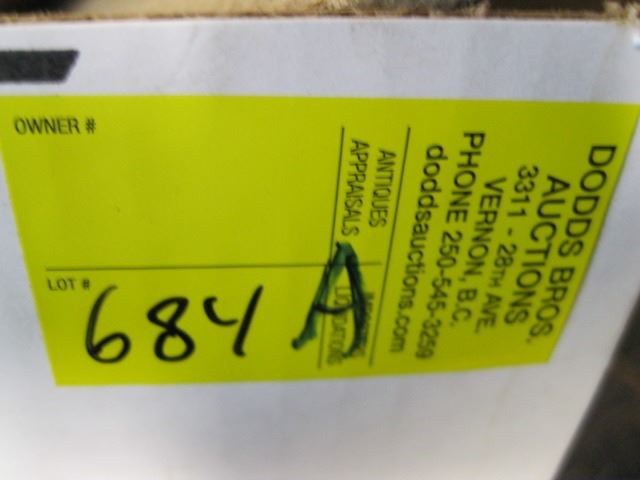 DODDS BROS.
AUCTIONS
3311 - 28TH AVE.
VERNON, B.C.
PHONE 250-545-3259
doddsauctions.com
ANTIQUES
APPRAISALS
OWNER #
LOT #
684 A